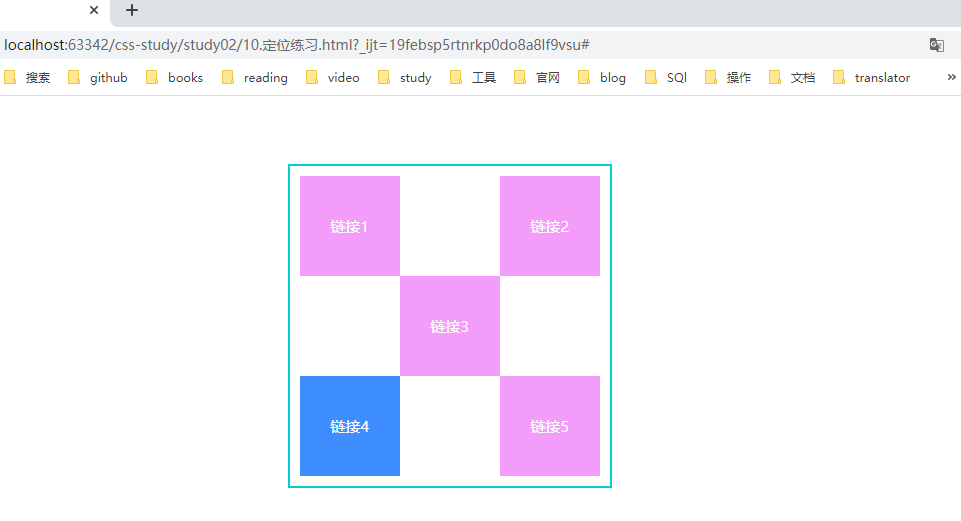 localhost:63342/css-study/study02/10.定位练习.html?_ijt=19febsp5rtnrkp0do8a8lf9vsu#
搜索 github books reading video study 工具 官网 blog SQl 操作 文档 translator »
链接1 链接2
链接3
链接4 链接5